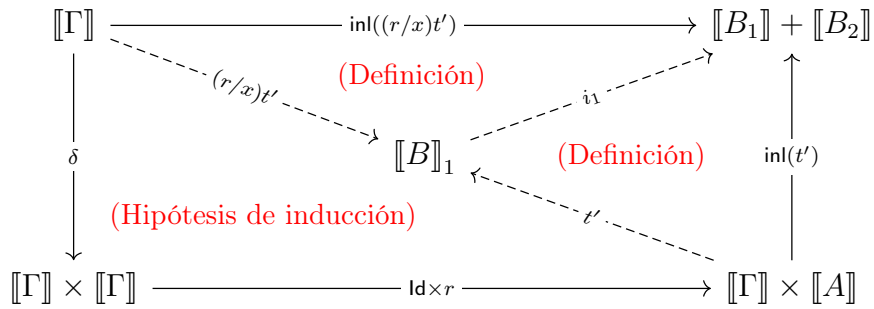 ⟦Γ⟧ inl((r/x)t′) ⟦B₁⟧ + ⟦B₂⟧
(r/x)t′ (Definición) i₁
δ ⟦B⟧₁ (Definición) inl(t′)
(Hipótesis de inducción) t′
⟦Γ⟧ × ⟦Γ⟧ Id×r ⟦Γ⟧ × ⟦A⟧